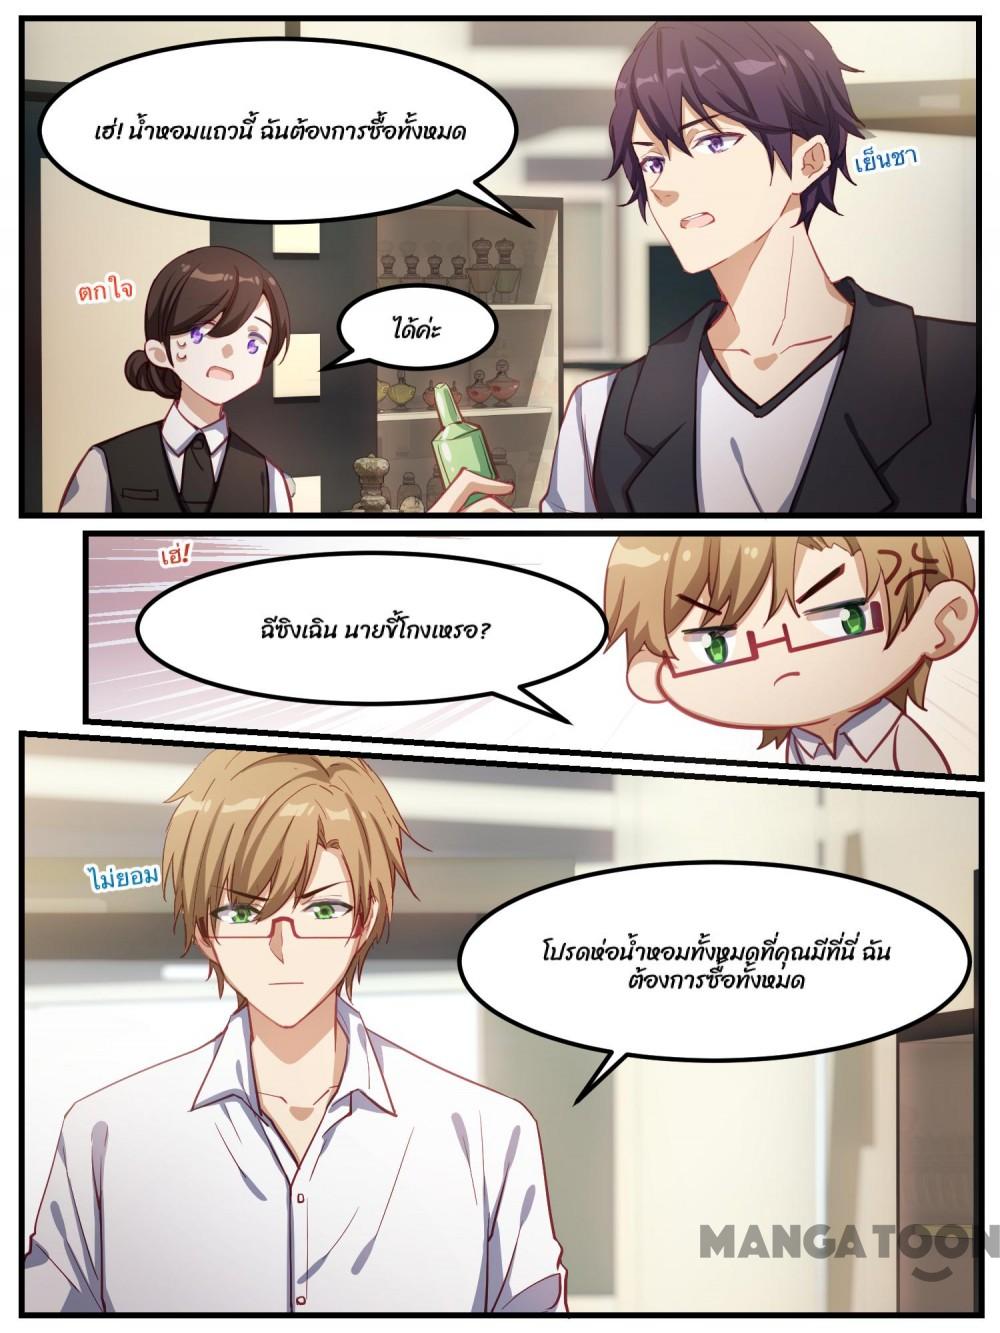 เฮ่! น้ำหอมแถวนี้ ฉันต้องการซื้อทั้งหมด
เย็นชา
ตกใจ
ได้ค่ะ
เฮ่!
ฉีซิงเฉิน นายขี้โกงเหรอ?
ไม่ยอม
โปรดห่อน้ำหอมทั้งหมดที่คุณมีที่นี่ ฉัน
ต้องการซื้อทั้งหมด
MANGATOON